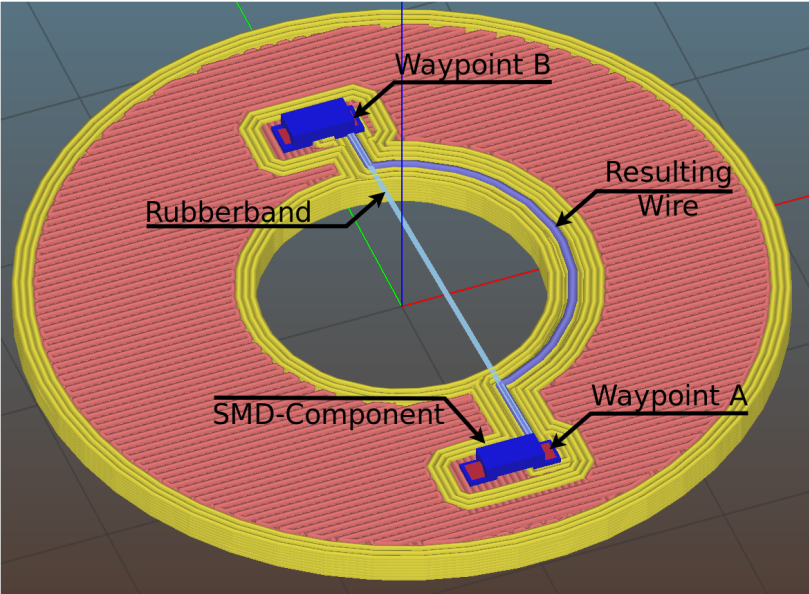 Waypoint B
Resulting
Wire
Rubberband
Waypoint A
SMD-Component